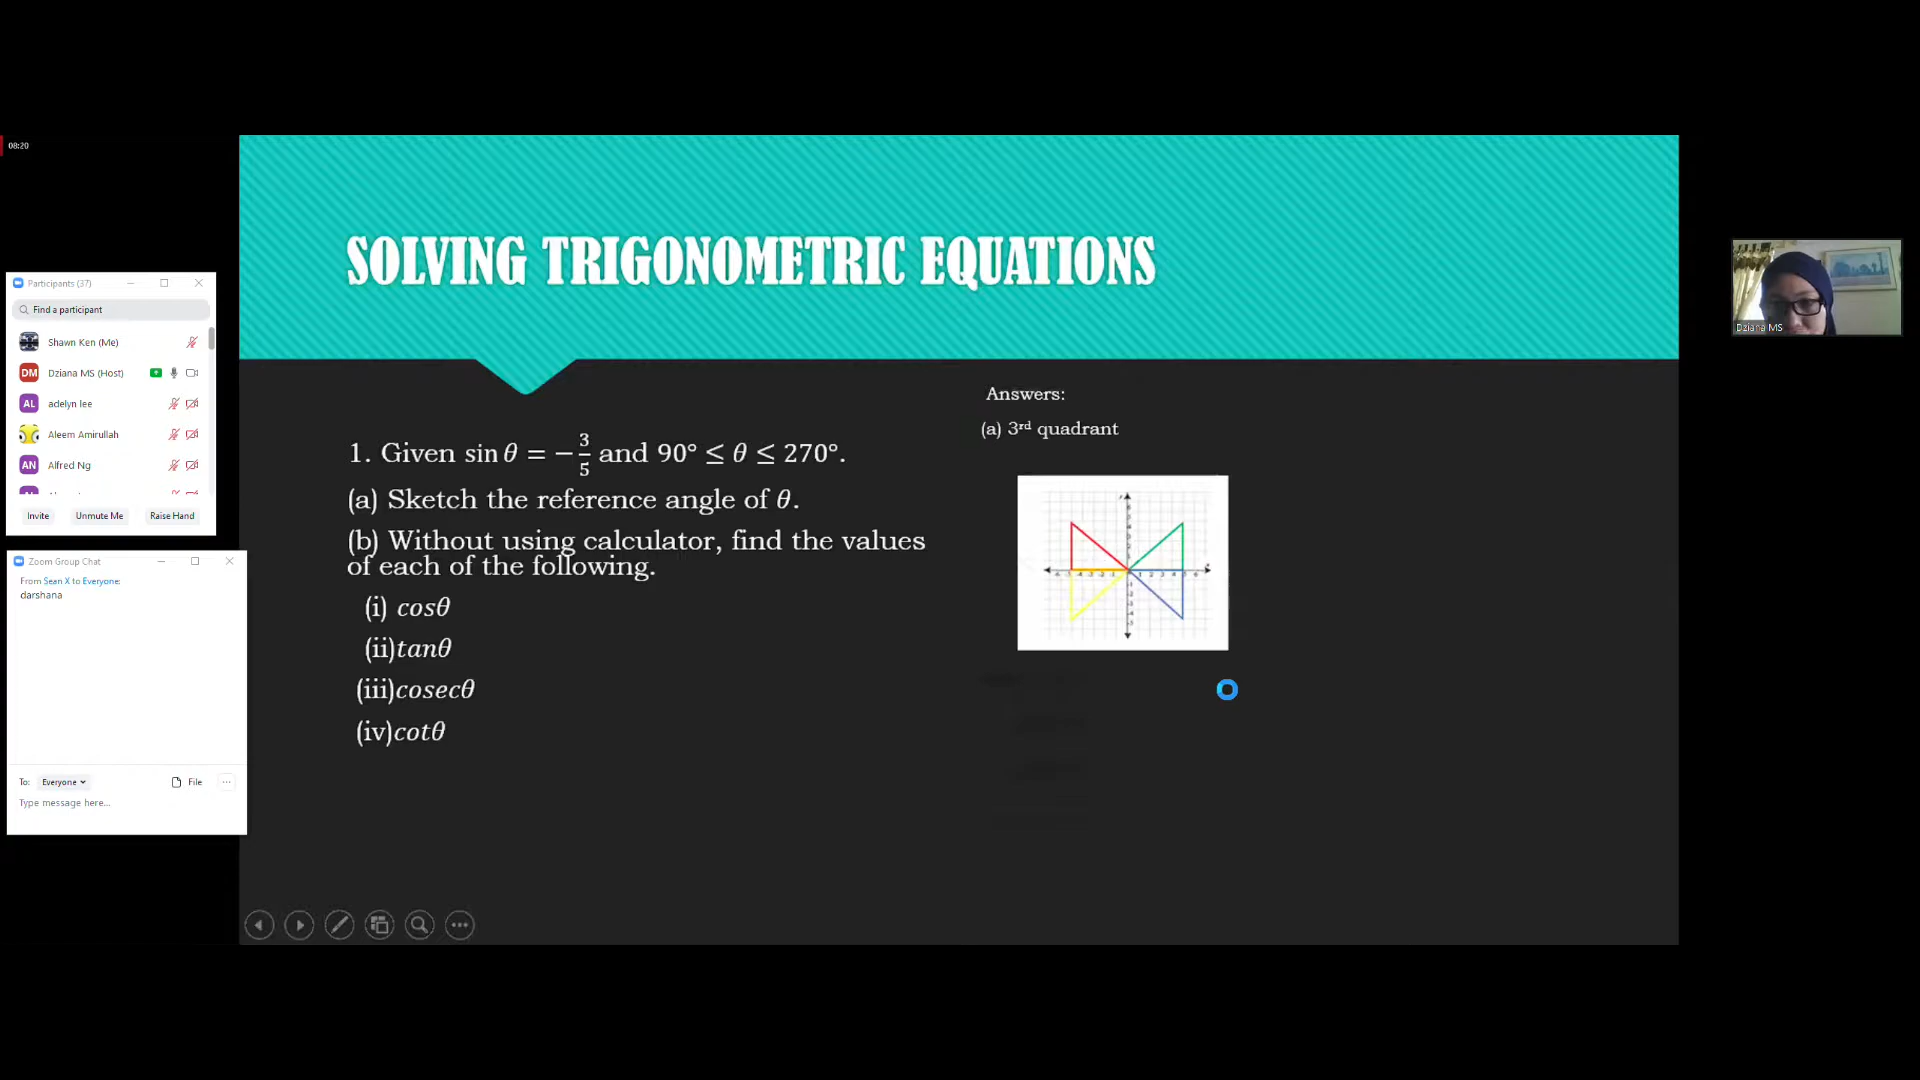 08:20
Participants (37)
Find a participant
Shawn Ken (Me)
DM Dziana MS (Host)
AL adelyn lee
Aleem Amirullah
AN Alfred Ng
Invite Unmute Me Raise Hand
Zoom Group Chat
From Sean X to Everyone:
darshana
To: Everyone File
Type message here...
SOLVING TRIGONOMETRIC EQUATIONS
1. Given sin θ = −3/5 and 90° ≤ θ ≤ 270°.
(a) Sketch the reference angle of θ.
(b) Without using calculator, find the values
of each of the following.
(i) cosθ
(ii)tanθ
(iii)cosecθ
(iv)cotθ
Answers:
(a) 3rd quadrant
Dziana MS